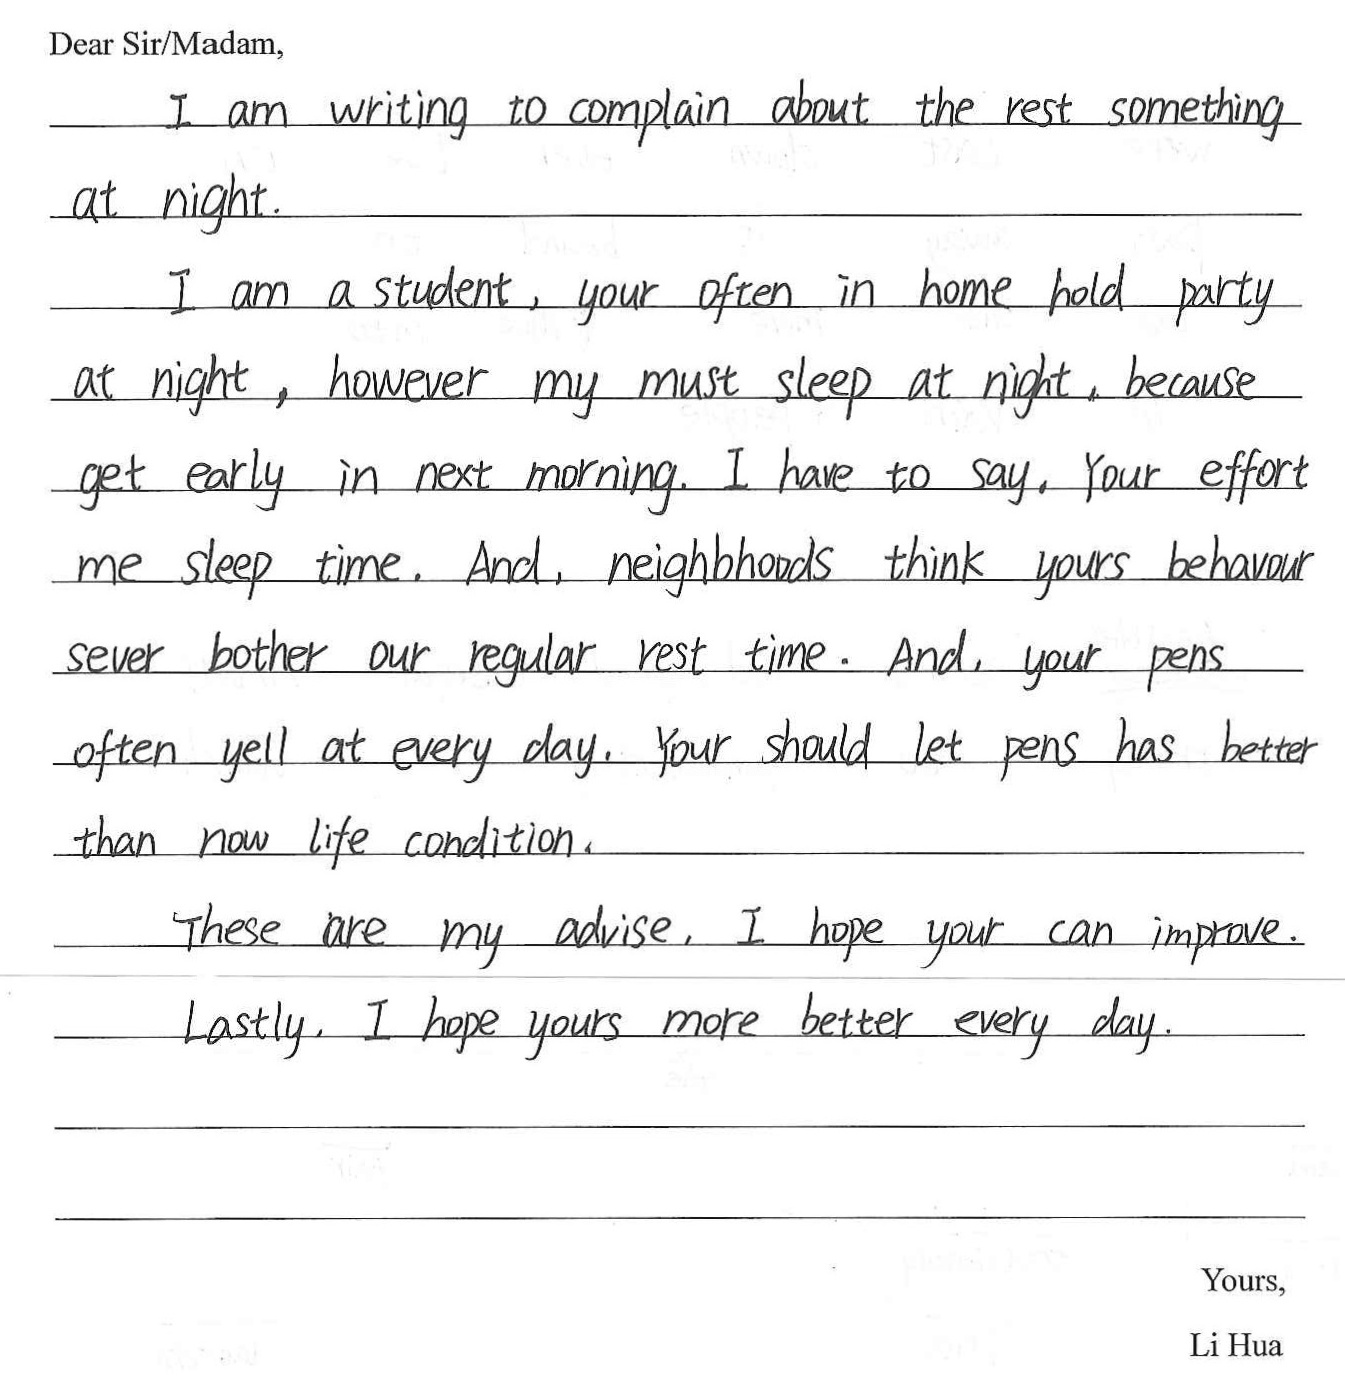 Dear Sir/Madam,
I am writing to complain about the rest something
at night.
I am a student, your often in home hold party
at night, however my must sleep at night, because
get early in next morning. I have to say, Your effort
me sleep time. And, neighbhoods think yours behavour
sever bother our regular rest time. And, your pens
often yell at every day. Your should let pens has better
than now life condition.
These are my advise, I hope your can improve.
Lastly, I hope yours more better every day.
Yours,
Li Hua